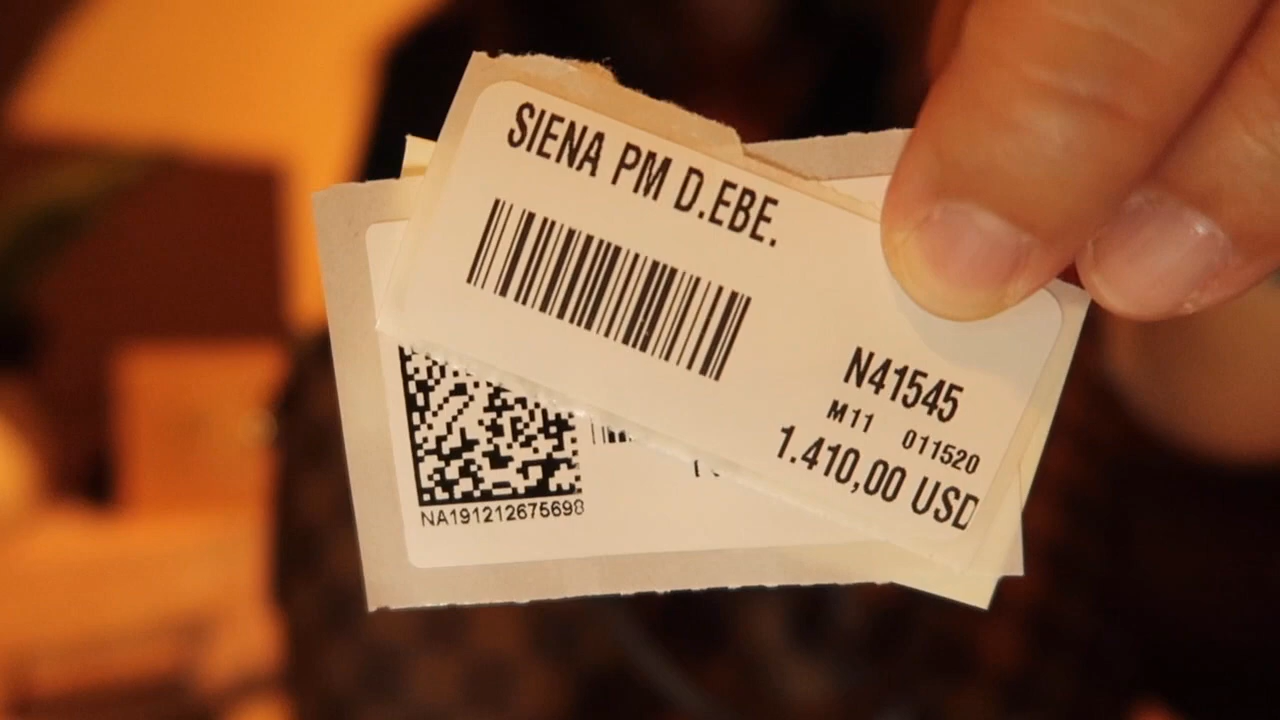 SIENA PM D.EBE.
N41545
M11 011520
1.410,00 USD
NA191212675698